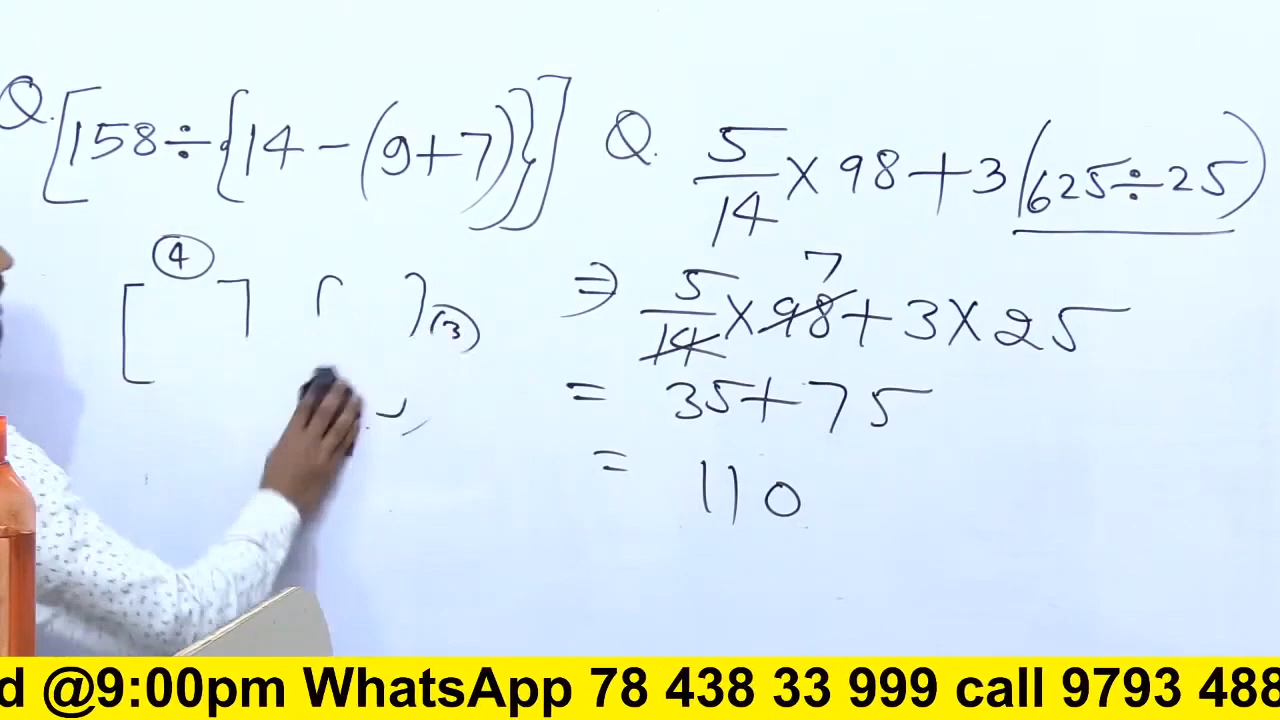 Q. [158÷{14-(9+7)}]
④
[ ] { }③
Q. 5/14×98+3(625÷25)
7
⇒ 5/14×98+3×25
= 35+75
= 110
d @9:00pm WhatsApp 78 438 33 999 call 9793 488